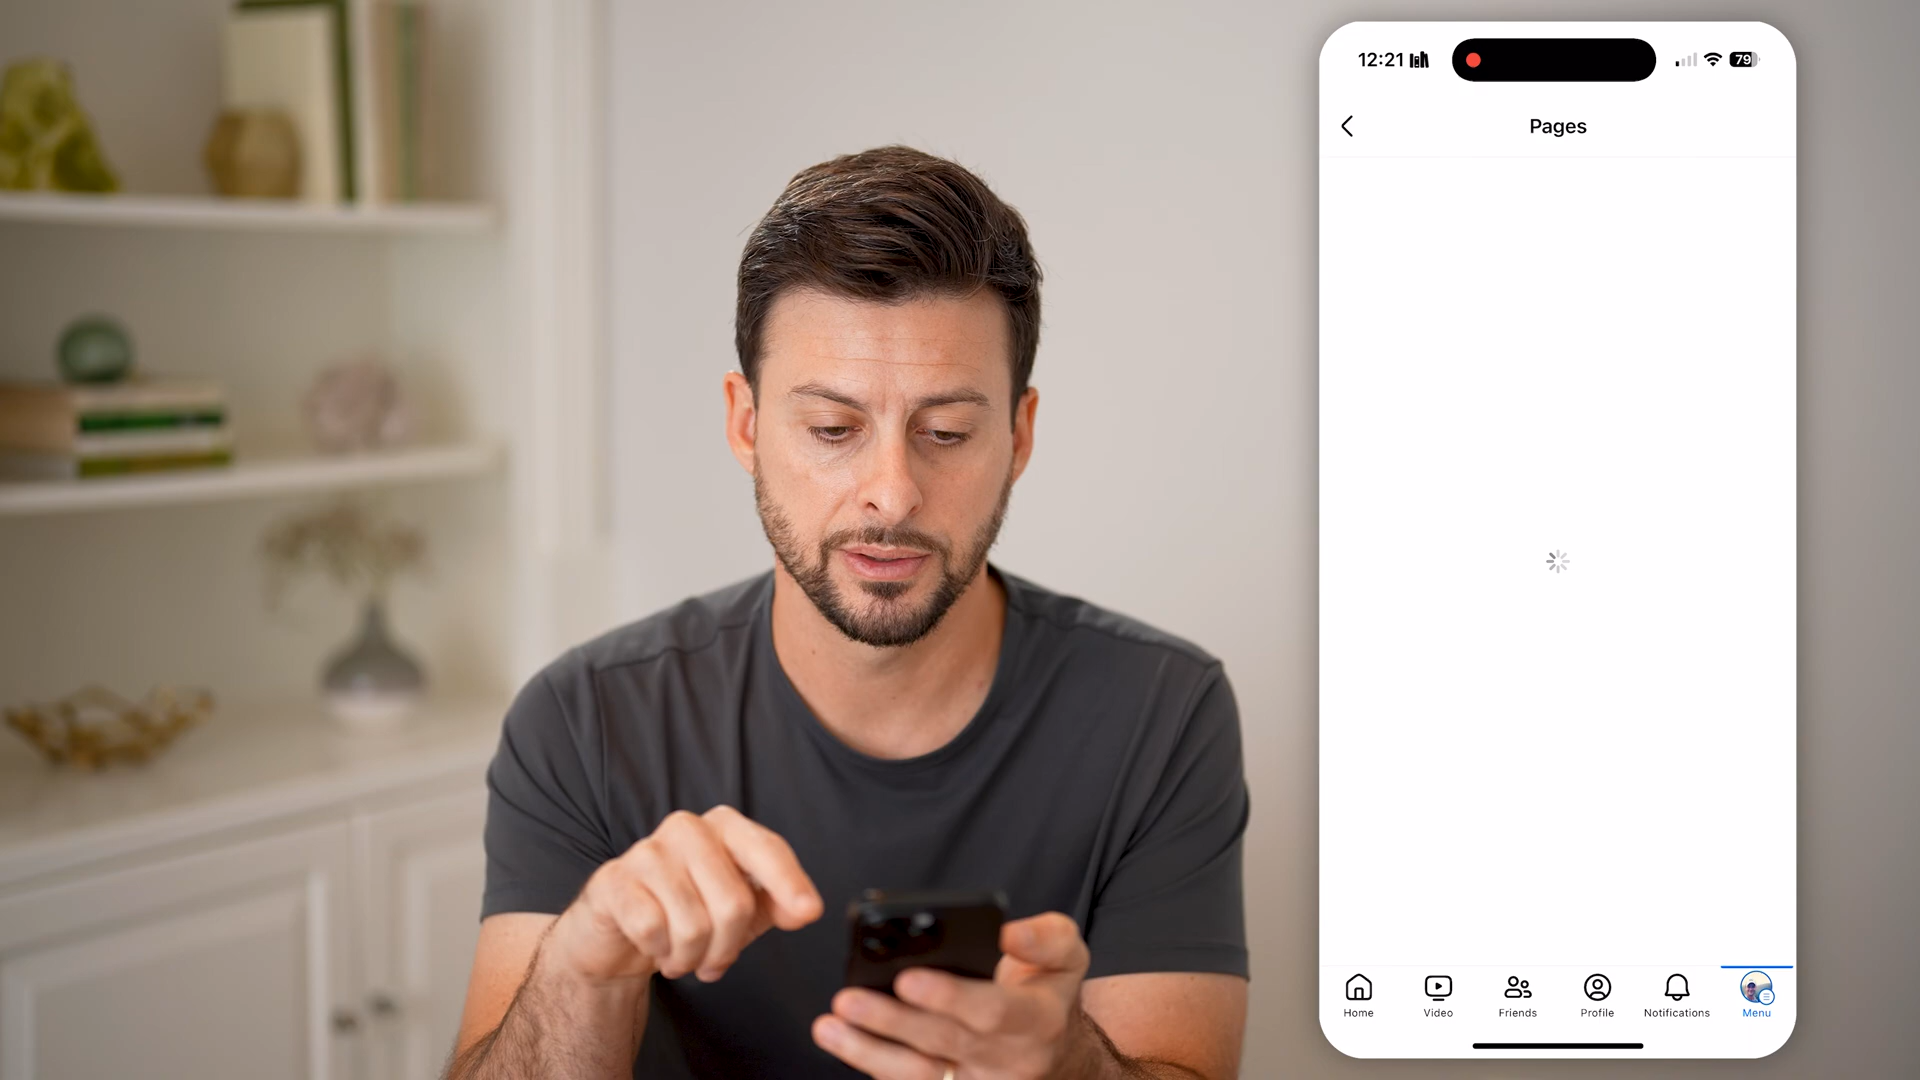 12:21
79
Pages
Home
Video
Friends
Profile
Notifications
Menu